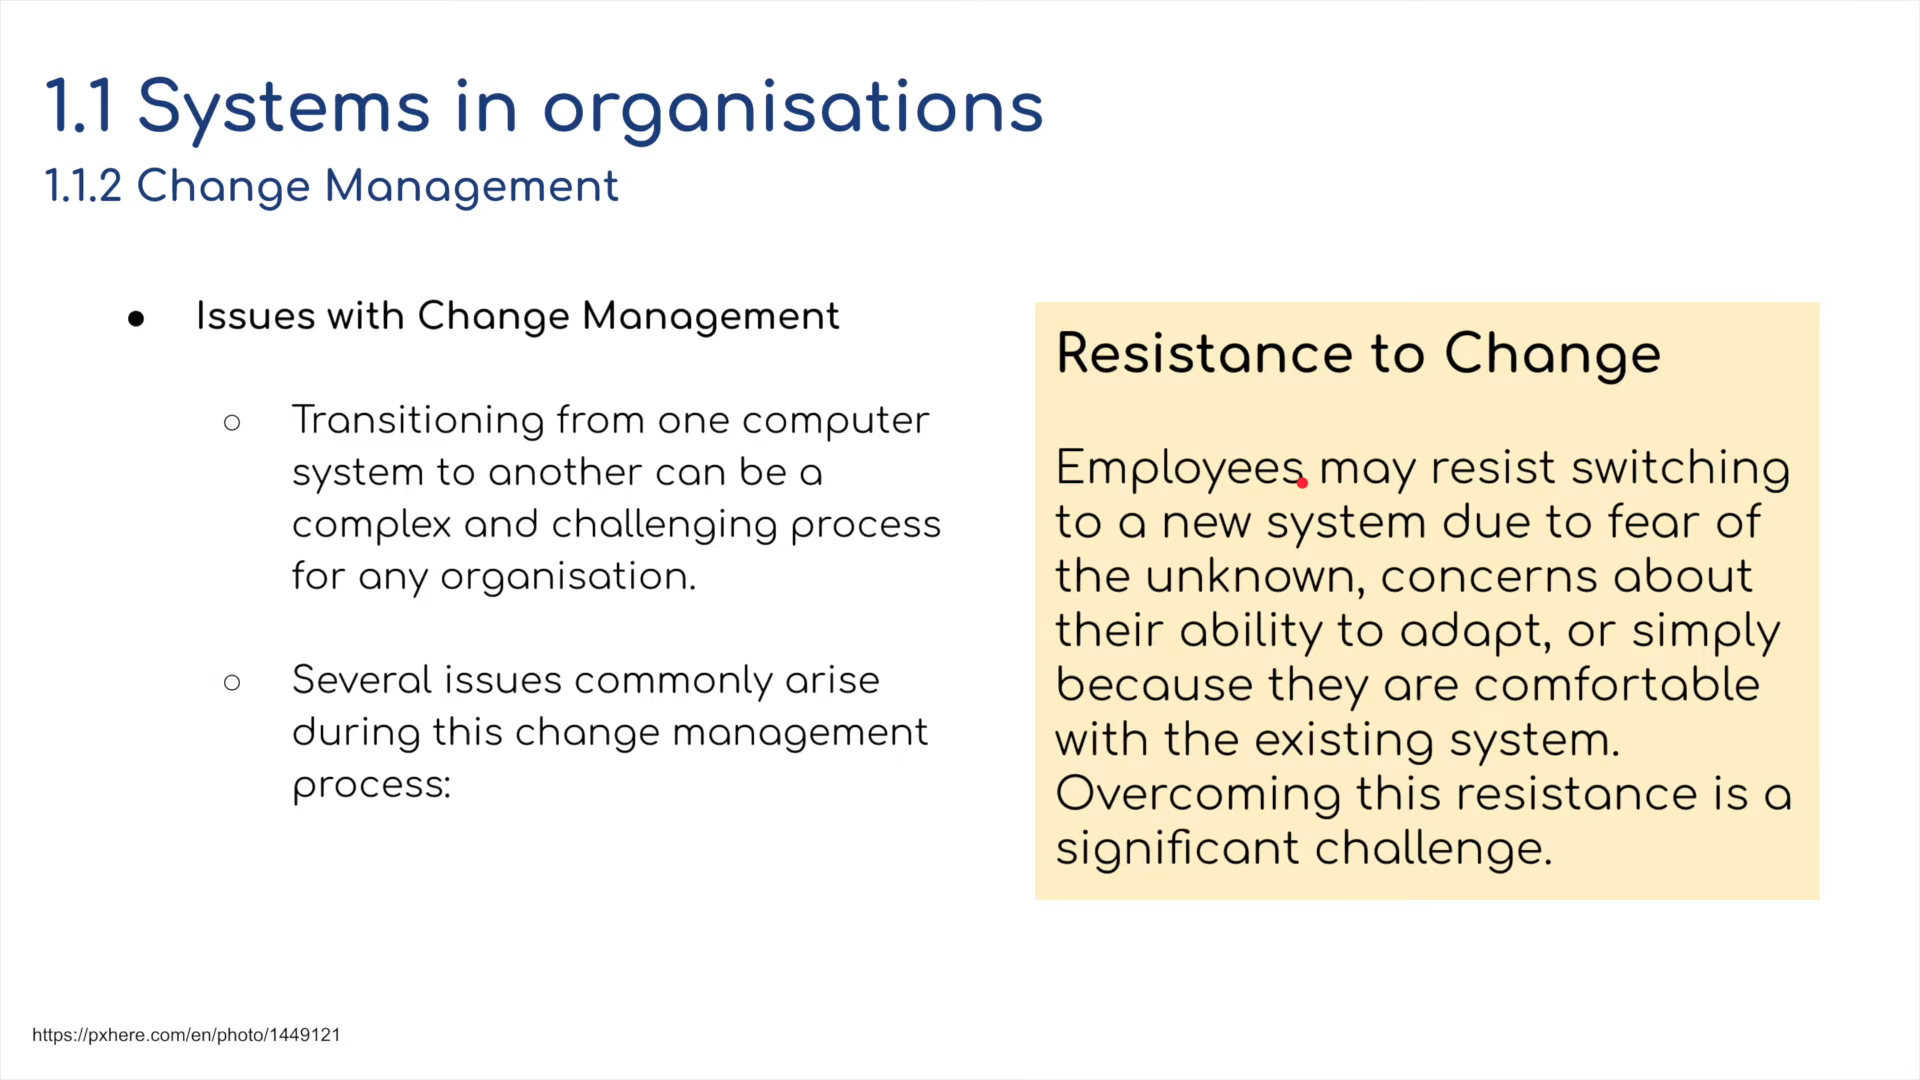 1.1 Systems in organisations
1.1.2 Change Management
● Issues with Change Management
○ Transitioning from one computer
system to another can be a
complex and challenging process
for any organisation.
○ Several issues commonly arise
during this change management
process:
Resistance to Change
Employees may resist switching
to a new system due to fear of
the unknown, concerns about
their ability to adapt, or simply
because they are comfortable
with the existing system.
Overcoming this resistance is a
significant challenge.
https://pxhere.com/en/photo/1449121